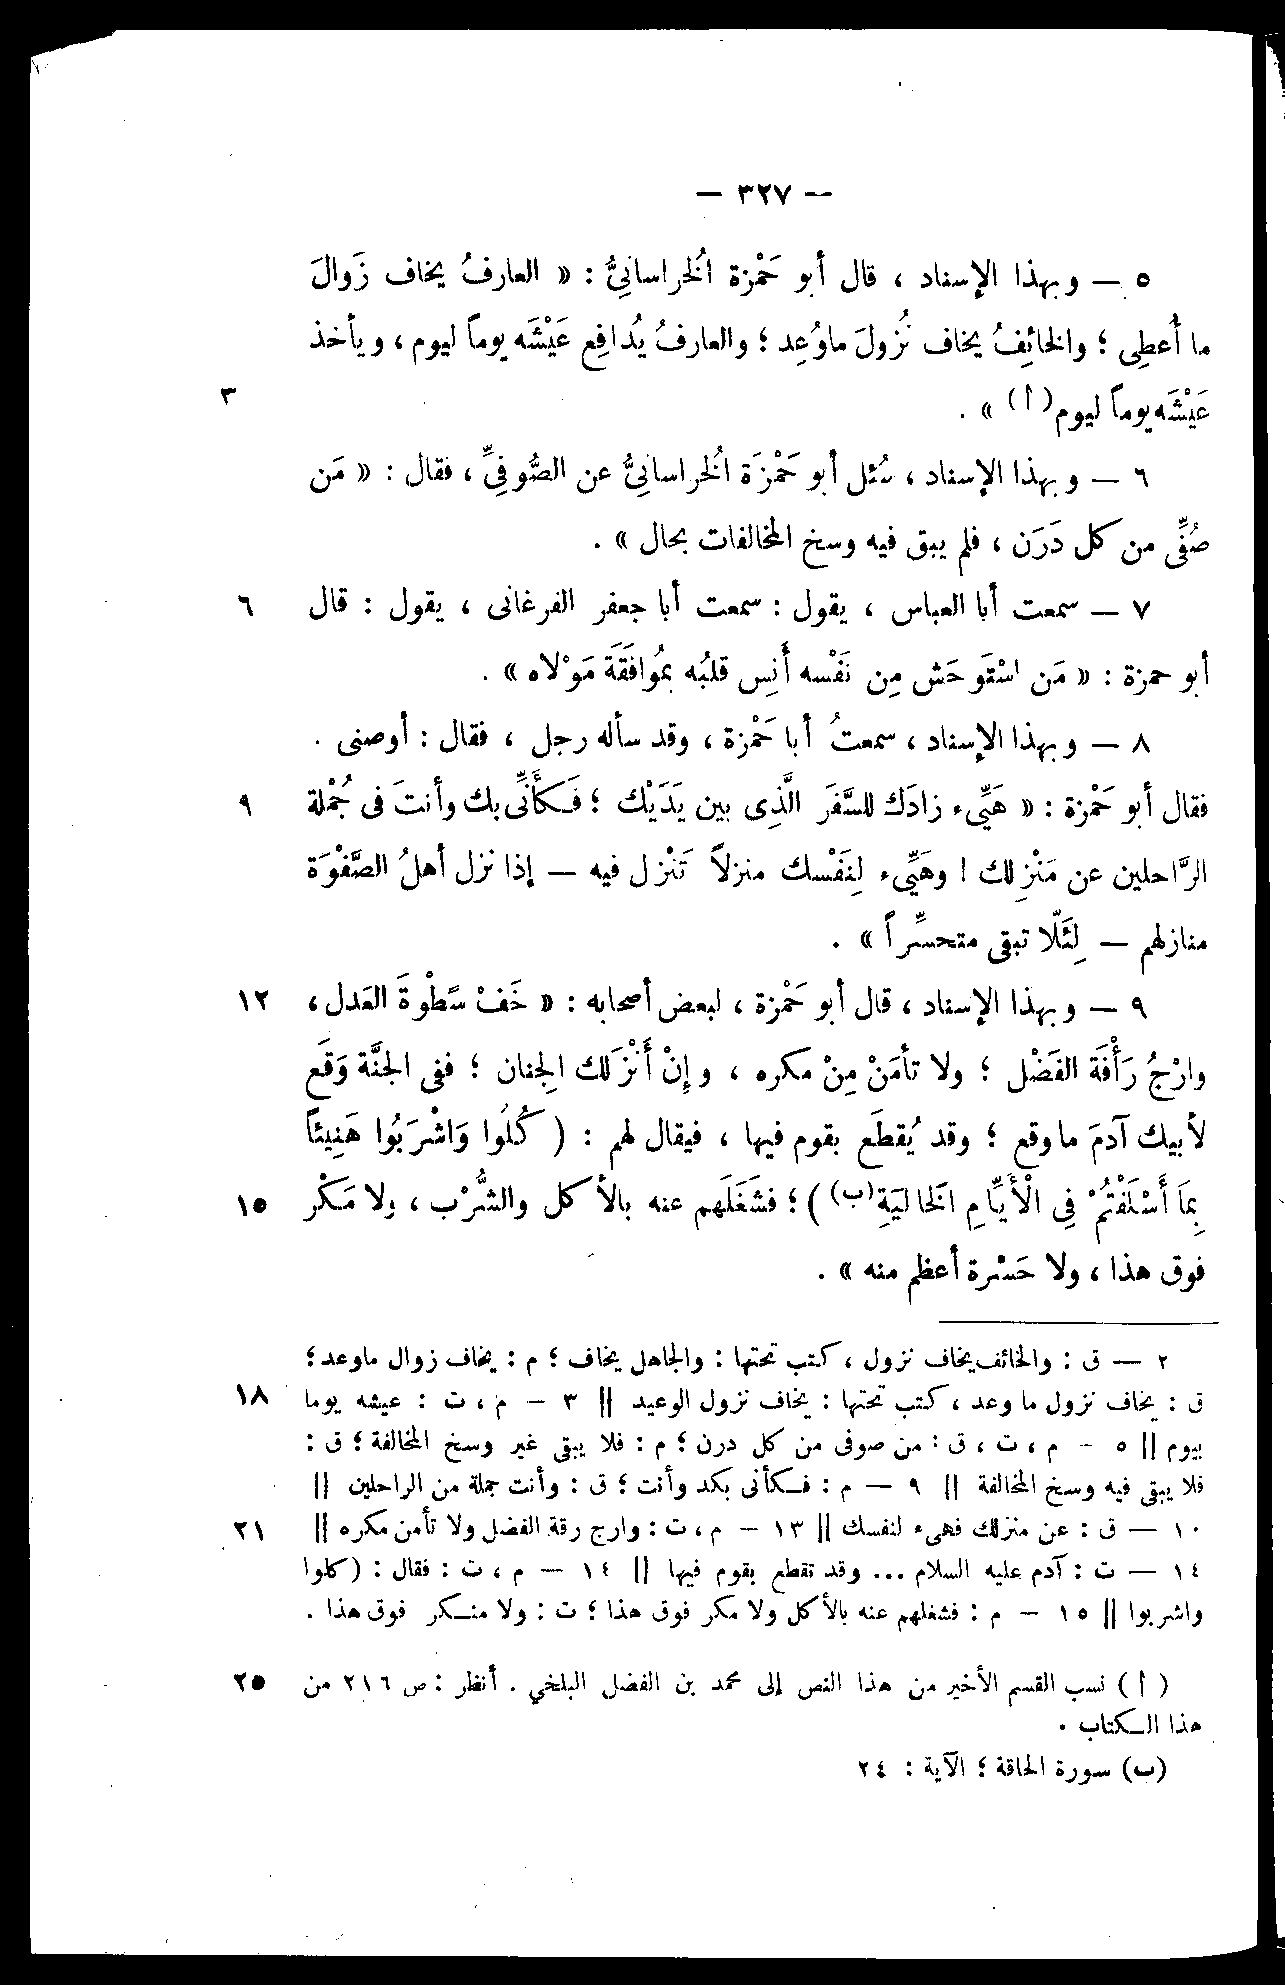 — ٣٢٧ —
٥ — وبهذا الإسناد ، قال أبو حَمْزة الُخراسانِيُّ : « العارفُ يخاف زَوالَ
ما أُعطِى ؛ والخائِفُ يخاف نُزولَ ماوُعِد ؛ والعارفُ يُدافِع عَيْشَه يوماً ليوم ، ويأخذ
عَيْشَه يوماً ليوم(أ) » .
٣
٦ — وبهذا الإسناد ، سُئل أبو حَمْزَة الُخراسانِيُّ عن الصُّوفِيِّ ، فقال : « مَن
صُفِّى من كل دَرَن ، فلم يبق فيه وسخ المخالفات بحال » .
٧ — سمعت أبا العباس ، يقول : سمعت أبا جعفر الفرغانى ، يقول : قال
٦
أبو حمزة : « مَن اسْتَوحَش مِن نَفْسه أَنِس قلبُه بمُوافَقَة مَوْلاه » .
٨ — وبهذا الإسناد ، سمعتُ أبا حَمْزة ، وقد سأله رجل ، فقال : أوصنى .
فقال أبو حَمْزة : « هَيِّىء زادَك للسَّفَر الَّذِى بين يَدَيْك ؛ فَكَأَنِّى بك وأنتَ فى جُمْلة
٩
الرَّاحلين عن مَنْزِلك ! وهَيِّىء لِنَفْسك منزلاً تَنْزل فيه — إذا نزل أهلُ الصَّفْوَة
منازلهم — لِئَلّا تبقى متحسِّراً » .
٩ — وبهذا الإسناد ، قال أبو حَمْزة ، لبعض أصحابه : « خَفْ سَطْوةَ العَدل ،
١٢
وارْجُ رَأْفَة الفَضْل ؛ ولا تأمَنْ مِنْ مكره ، وإِنْ أَنْزَلك الِجنان ؛ ففى الجنَّة وَقَع
لأبيك آدمَ ما وقع ؛ وقد يُقطَع بقوم فيها ، فيقال لهم : ( كُلُوا وَاشْرَبُوا هَنِيئاً
بِمَا أَسْلَفْتُمْ فِى الْأَيَّامِ الَخالِيَةِ(ب) ) ؛ فشَغَلَهم عنه بالأكل والشُّرْب ، ولا مَكْر
١٥
فوق هذا ، ولا حَسْرة أعظم منه » .
٢ — ق : والخائف يخاف نزول ، كتب تحتها : والجاهل يخاف ؛ م : يخاف زوال ماوعد ؛
ق : يخاف نزول ما وعد ، كتب تحتها : يخاف نزول الوعيد || ٣ — م ، ت : عيشه يوما
١٨
بيوم || ٥ — م ، ت ، ق : من صوفى من كل درن ؛ م : فلا يبقى غير وسخ المخالفة ؛ ق :
فلا يبقى فيه وسخ المخالفة || ٩ — م : فكأنى بكد وأنت ؛ ق : وأنت جملة من الراحلين ||
١٠ — ق : عن منزلك فهىء لنفسك || ١٣ — م ، ت : وارج رقة الفضل ولا تأمن مكره ||
٢١
١٤ — ت : آدم عليه السلام ... وقد تقطع بقوم فيها || ١٤ — م ، ت : فقال : (كلوا
واشربوا || ١٥ — م : فشغلهم عنه بالأكل ولا مكر فوق هذا ؛ ت : ولا منكر فوق هذا .
( أ ) نسب القسم الأخير من هذا النص إلى محمد بن الفضل البلخي . أنظر : ص ٢١٦ من
٢٥
هذا الكتاب .
(ب) سورة الحاقة ؛ الآية : ٢٤